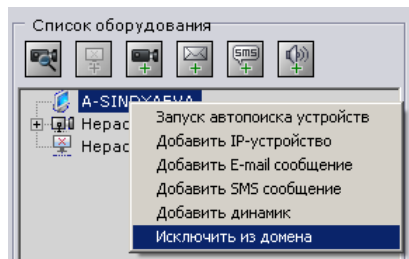 Список оборудования
sms
A-SINDYAEVA
Нерас
Нерас
Запуск автопоиска устройств
Добавить IP-устройство
Добавить E-mail сообщение
Добавить SMS сообщение
Добавить динамик
Исключить из домена